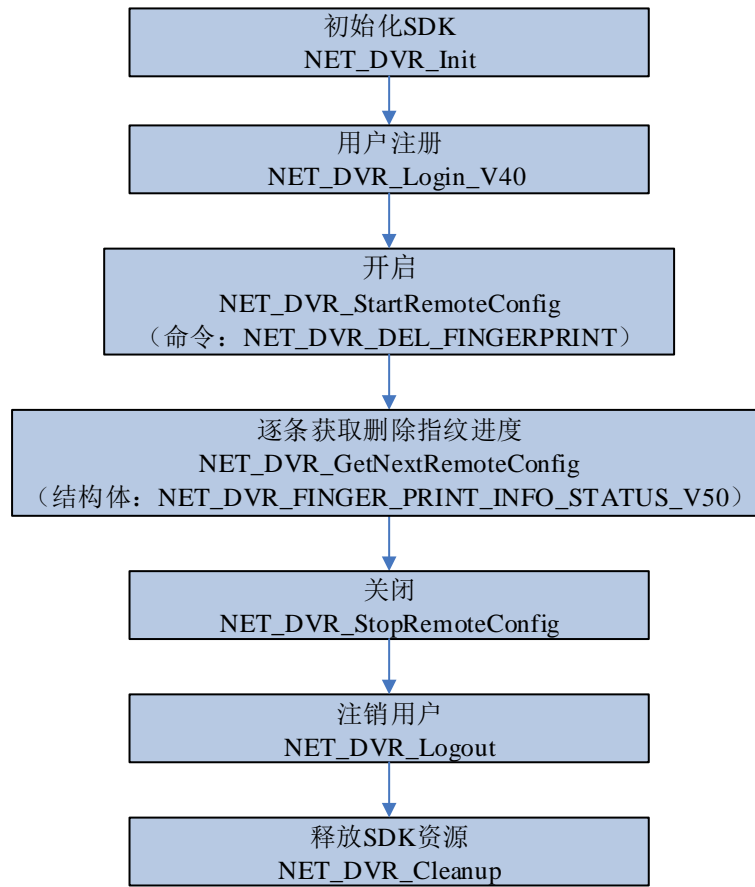 初始化SDK
NET_DVR_Init
用户注册
NET_DVR_Login_V40
开启
NET_DVR_StartRemoteConfig
（命令：NET_DVR_DEL_FINGERPRINT）
逐条获取删除指纹进度
NET_DVR_GetNextRemoteConfig
（结构体：NET_DVR_FINGER_PRINT_INFO_STATUS_V50）
关闭
NET_DVR_StopRemoteConfig
注销用户
NET_DVR_Logout
释放SDK资源
NET_DVR_Cleanup